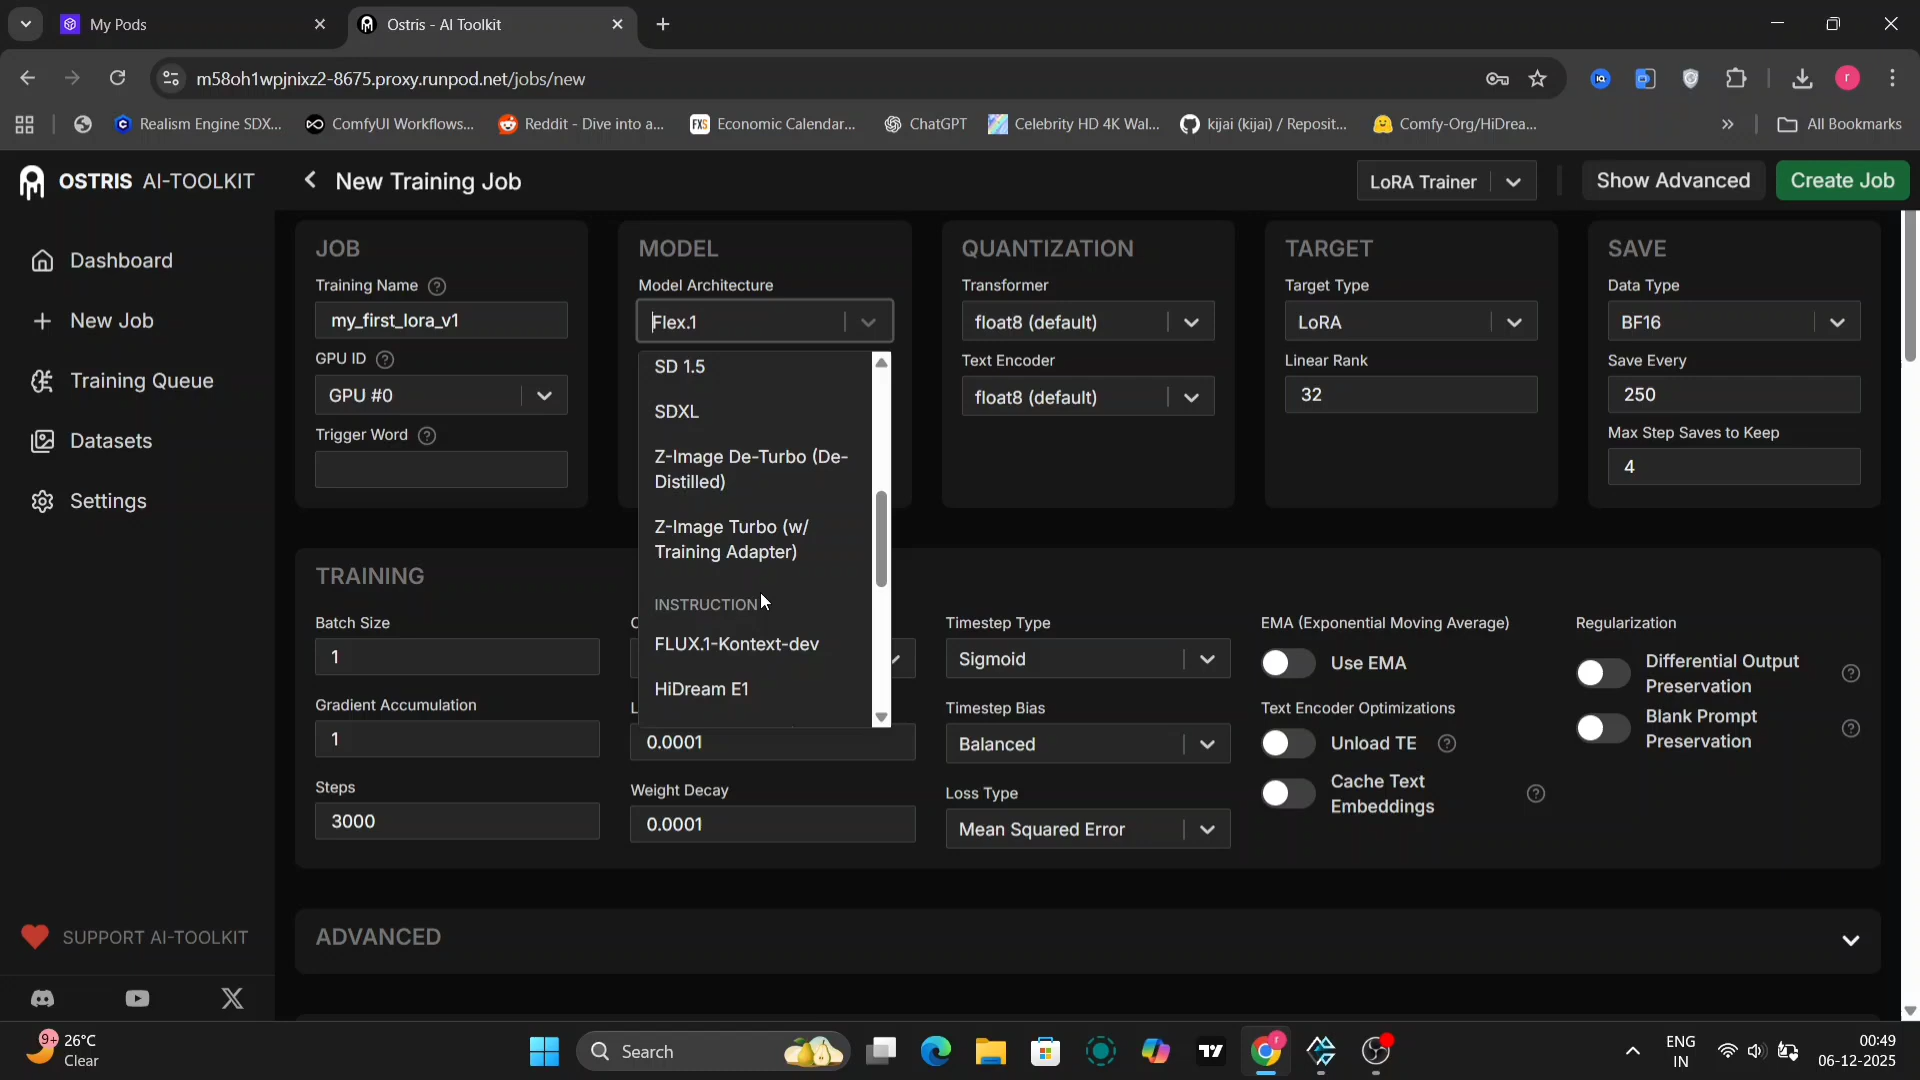 My Pods
Ostris - AI Toolkit
m58oh1wpjnixz2-8675.proxy.runpod.net/jobs/new
r
Realism Engine SDX...
ComfyUI Workflows...
Reddit - Dive into a...
FXS
Economic Calendar...
ChatGPT
Celebrity HD 4K Wal...
kijai (kijai) / Reposit...
Comfy-Org/HiDrea...
»
All Bookmarks
OSTRIS AI-TOOLKIT
New Training Job
LoRA Trainer
Show Advanced
Create Job
Dashboard
New Job
Training Queue
Datasets
Settings
SUPPORT AI-TOOLKIT
JOB
Training Name
my_first_lora_v1
GPU ID
GPU #0
Trigger Word
MODEL
Model Architecture
Flex.1
SD 1.5
SDXL
Z-Image De-Turbo (De-
Distilled)
Z-Image Turbo (w/
Training Adapter)
INSTRUCTION
FLUX.1-Kontext-dev
HiDream E1
QUANTIZATION
Transformer
float8 (default)
Text Encoder
float8 (default)
TARGET
Target Type
LoRA
Linear Rank
32
SAVE
Data Type
BF16
Save Every
250
Max Step Saves to Keep
4
TRAINING
Batch Size
1
Gradient Accumulation
1
Steps
3000
0.0001
Weight Decay
0.0001
Timestep Type
Sigmoid
Timestep Bias
Balanced
Loss Type
Mean Squared Error
EMA (Exponential Moving Average)
Use EMA
Text Encoder Optimizations
Unload TE
Cache Text
Embeddings
Regularization
Differential Output
Preservation
Blank Prompt
Preservation
ADVANCED
9+
26°C
Clear
Search
ENG
IN
00:49
06-12-2025